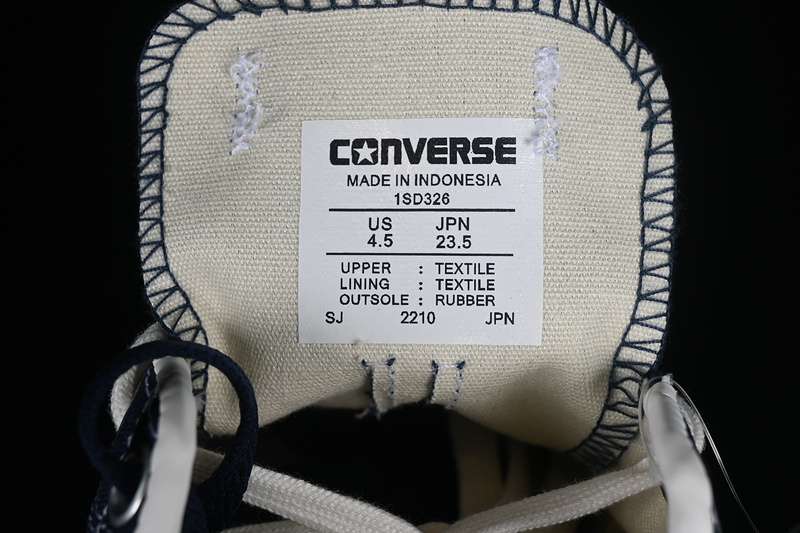 CONVERSE
MADE IN INDONESIA
1SD326
US JPN
4.5 23.5
UPPER : TEXTILE
LINING : TEXTILE
OUTSOLE : RUBBER
SJ 2210 JPN